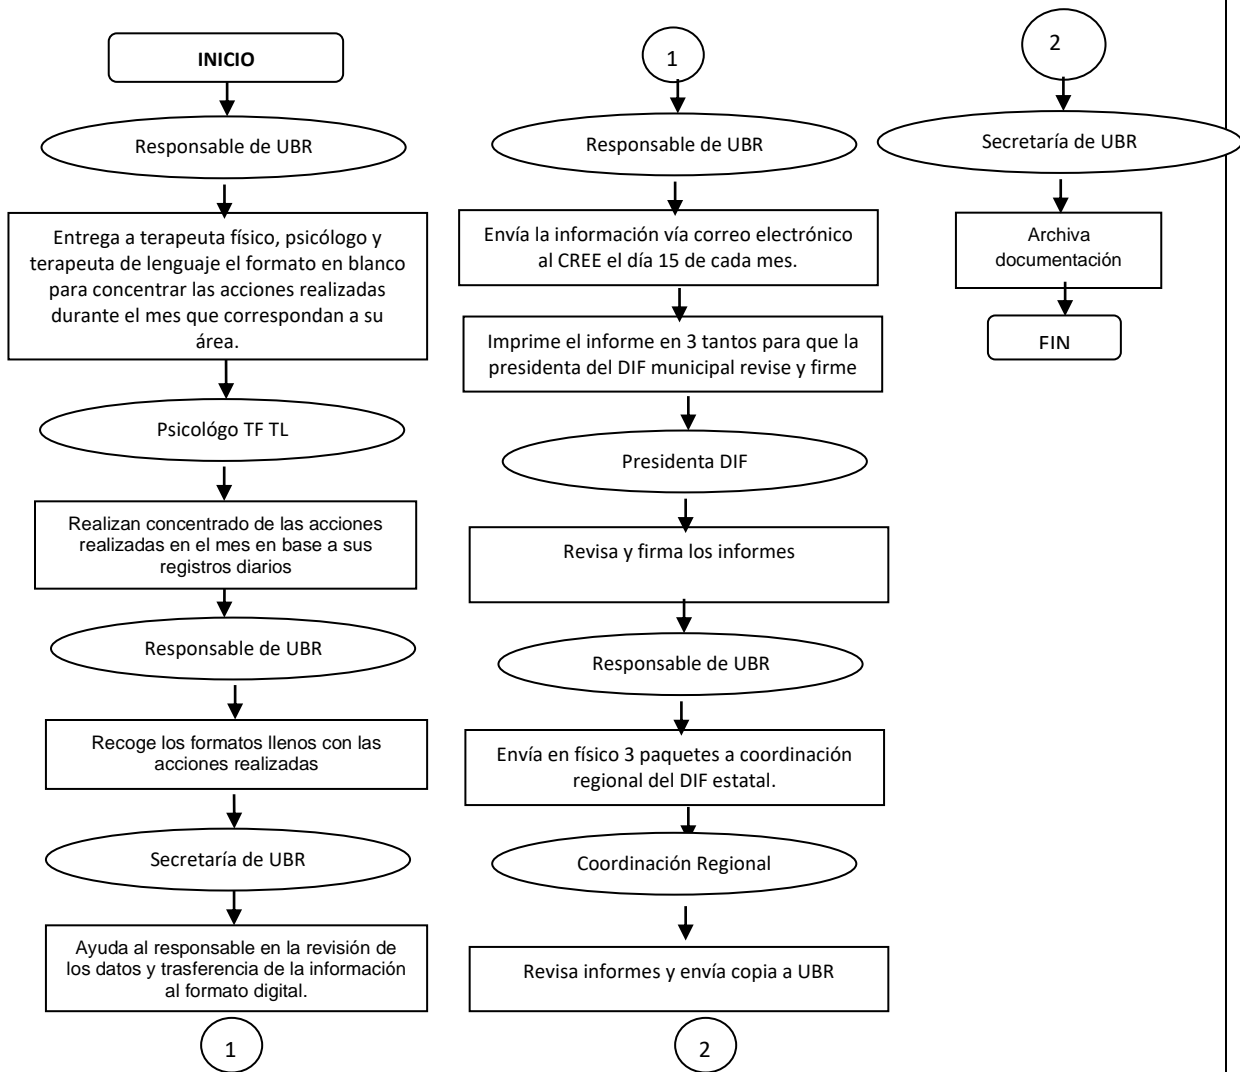 INICIO
Responsable de UBR
Entrega a terapeuta físico, psicólogo y
terapeuta de lenguaje el formato en blanco
para concentrar las acciones realizadas
durante el mes que correspondan a su
área.
Psicológo TF TL
Realizan concentrado de las acciones
realizadas en el mes en base a sus
registros diarios
Responsable de UBR
Recoge los formatos llenos con las
acciones realizadas
Secretaría de UBR
Ayuda al responsable en la revisión de
los datos y trasferencia de la información
al formato digital.
1
1
Responsable de UBR
Envía la información vía correo electrónico
al CREE el día 15 de cada mes.
Imprime el informe en 3 tantos para que la
presidenta del DIF municipal revise y firme
Presidenta DIF
Revisa y firma los informes
Responsable de UBR
Envía en físico 3 paquetes a coordinación
regional del DIF estatal.
Coordinación Regional
Revisa informes y envía copia a UBR
2
2
Secretaría de UBR
Archiva
documentación
FIN